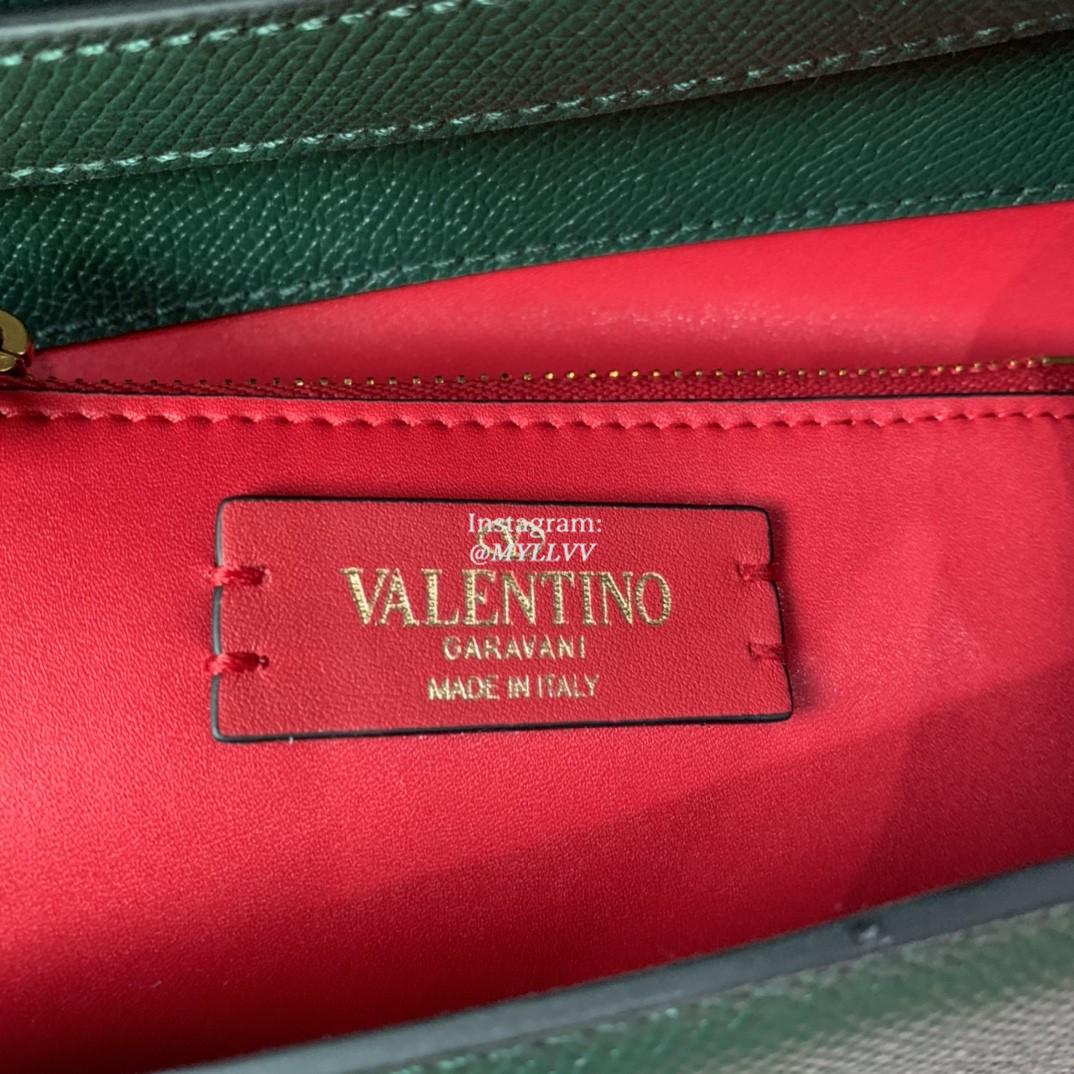 Instagram:
@MYLLVV
VALENTINO
GARAVANI
MADE IN ITALY